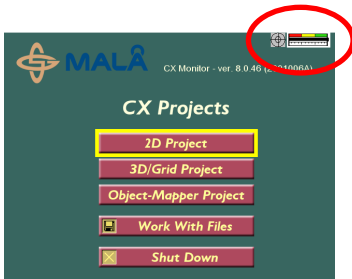 MALÅ
CX Monitor - ver. 8.0.46 (2001096A)
CX Projects
2D Project
3D/Grid Project
Object-Mapper Project
Work With Files
Shut Down